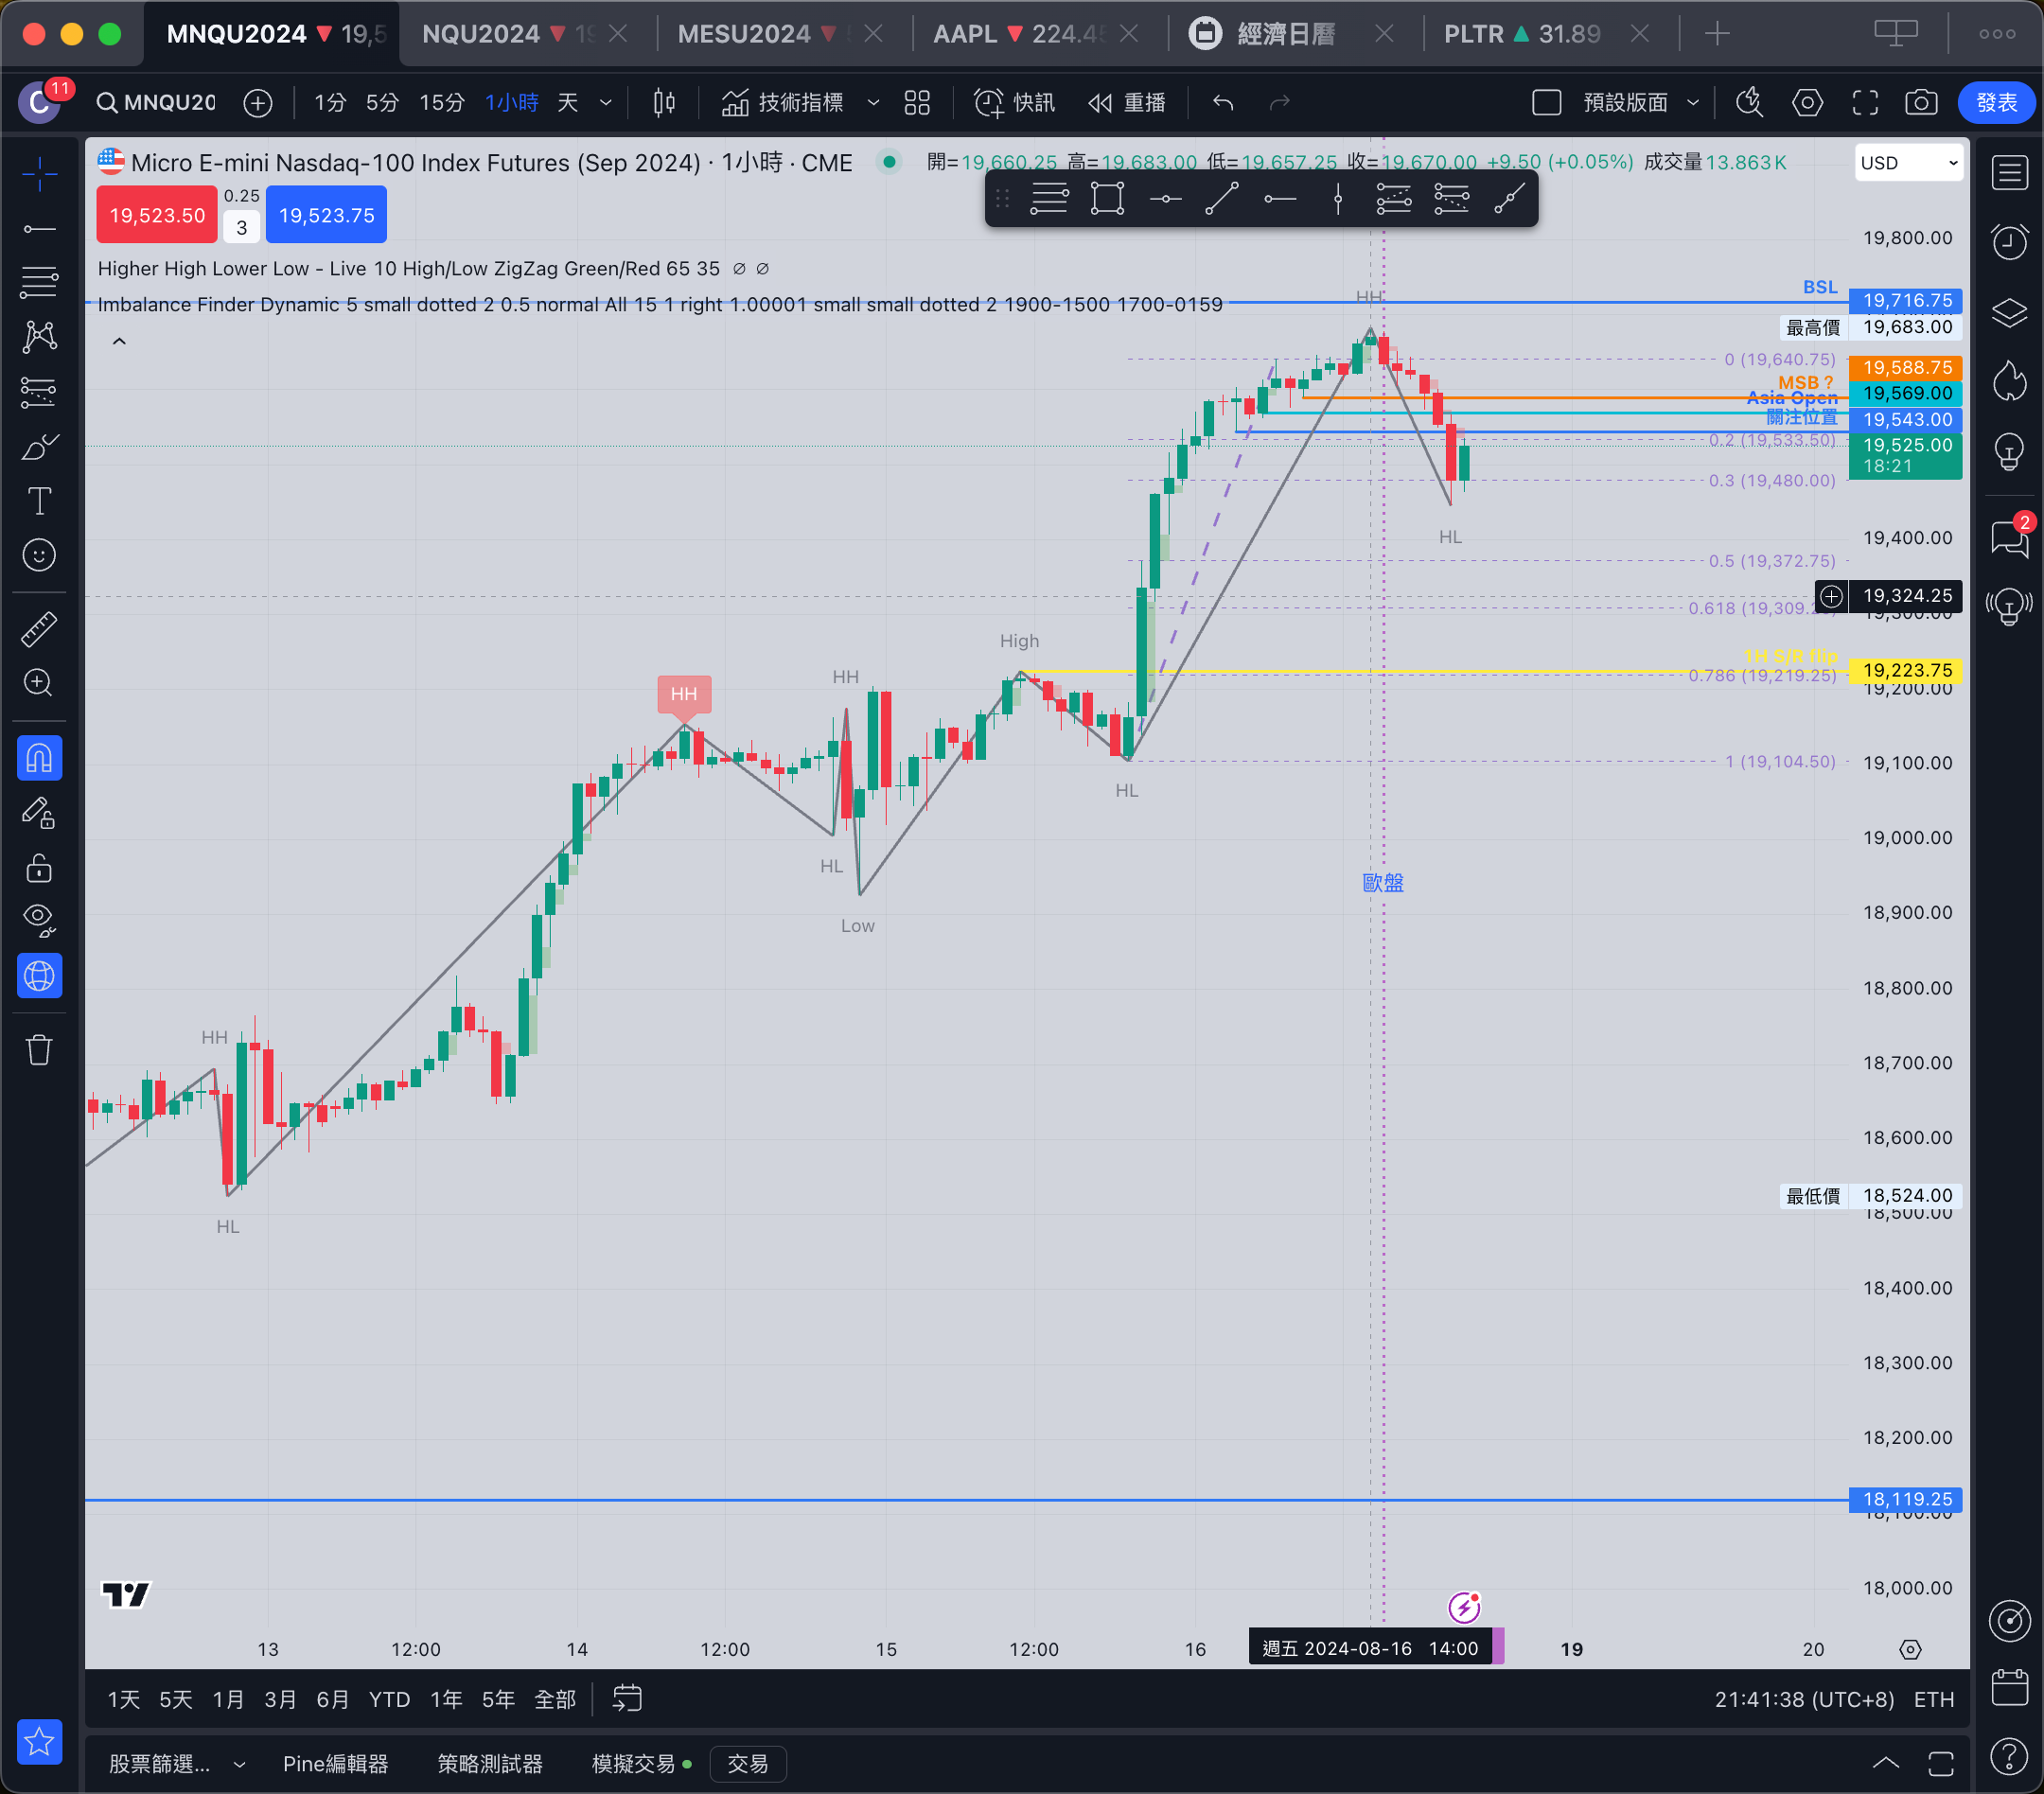 MNQU2024 19,5
NQU2024 19
MESU2024
AAPL 224.45
經濟日曆
PLTR 31.89
C 11
MNQU20
1分 5分 15分 1小時 天
技術指標
快訊
重播
預設版面
發表
Micro E-mini Nasdaq-100 Index Futures (Sep 2024) · 1小時 · CME
開=19,660.25 高=19,683.00 低=19,657.25 收=19,670.00 +9.50 (+0.05%) 成交量13.863K
USD
19,523.50
0.25
3
19,523.75
Higher High Lower Low - Live 10 High/Low ZigZag Green/Red 65 35 ∅ ∅
Imbalance Finder Dynamic 5 small dotted 2 0.5 normal All 15 1 right 1.00001 small small dotted 2 1900-1500 1700-0159
19,800.00
BSL
19,716.75
HH
最高價 19,683.00
0 (19,640.75)
19,588.75
MSB ?
19,569.00
Asia Open
關注位置
19,543.00
0.2 (19,533.50)
19,525.00
18:21
0.3 (19,480.00)
HL
19,400.00
0.5 (19,372.75)
19,324.25
0.618 (19,309.2
19,300.00
High
1H S/R flip
19,223.75
0.786 (19,219.25)
19,200.00
HH
HH
1 (19,104.50)
19,100.00
HL
19,000.00
HL
歐盤
18,900.00
Low
18,800.00
HH
18,700.00
18,600.00
最低價 18,524.00
18,500.00
HL
18,400.00
18,300.00
18,200.00
18,119.25
18,100.00
18,000.00
13 12:00 14 12:00 15 12:00 16 週五 2024-08-16 14:00 19 20
1天 5天 1月 3月 6月 YTD 1年 5年 全部
21:41:38 (UTC+8) ETH
股票篩選... Pine編輯器 策略測試器 模擬交易 交易
2